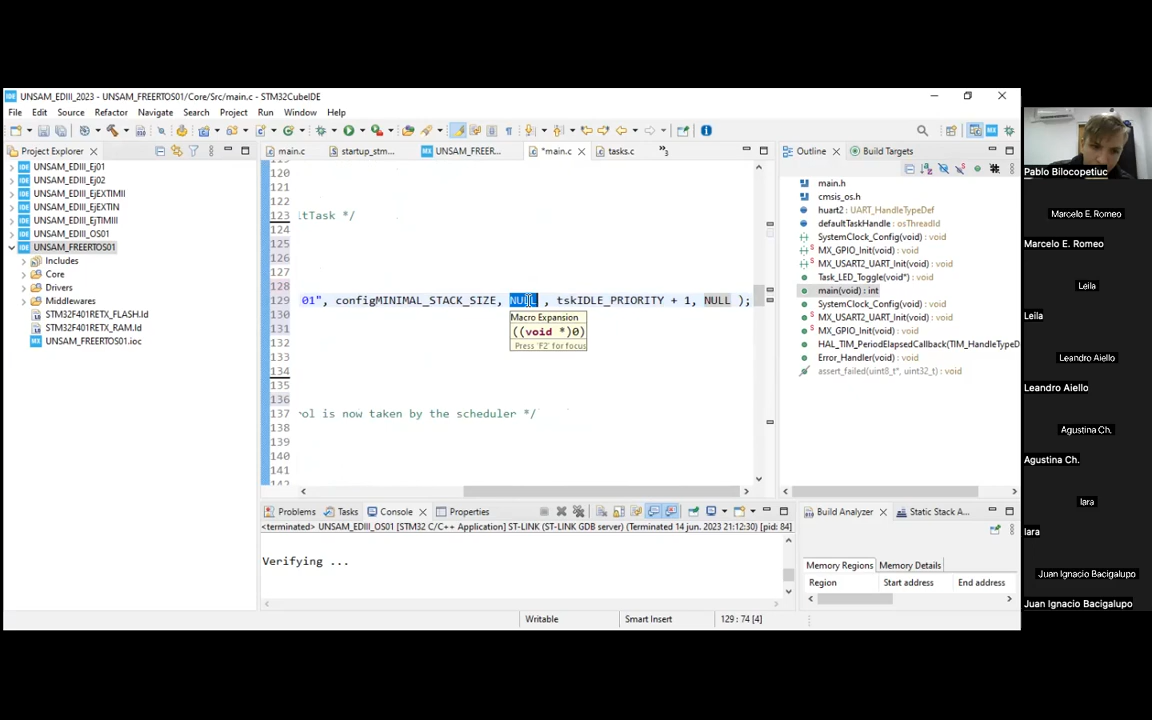 UNSAM_EDIII_2023 - UNSAM_FREERTOS01/Core/Src/main.c - STM32CubeIDE
File Edit Source Refactor Navigate Search Project Run Window Help
Project Explorer
UNSAM_EDIII_Ej01
UNSAM_EDIII_Ej02
UNSAM_EDIII_EjEXTIMII
UNSAM_EDIII_EjEXTIN
UNSAM_EDIII_EjTIMIII
UNSAM_EDIII_OS01
UNSAM_FREERTOS01
Includes
Core
Drivers
Middlewares
STM32F401RETX_FLASH.ld
STM32F401RETX_RAM.ld
UNSAM_FREERTOS01.ioc
main.c startup_stm... UNSAM_FREER... *main.c tasks.c
120
121
122
123 ltTask */
124
125
126
127
128
129 01", configMINIMAL_STACK_SIZE, NULL , tskIDLE_PRIORITY + 1, NULL );
Macro Expansion
((void *)0)
Press 'F2' for focus
130
131
132
133
134
135
136
137 ol is now taken by the scheduler */
138
139
140
141
142
Outline Build Targets
main.h
cmsis_os.h
huart2 : UART_HandleTypeDef
defaultTaskHandle : osThreadId
SystemClock_Config(void) : void
MX_GPIO_Init(void) : void
MX_USART2_UART_Init(void) : void
Task_LED_Toggle(void*) : void
main(void) : int
SystemClock_Config(void) : void
MX_USART2_UART_Init(void) : void
MX_GPIO_Init(void) : void
HAL_TIM_PeriodElapsedCallback(TIM_HandleTypeD
Error_Handler(void) : void
assert_failed(uint8_t*, uint32_t) : void
Problems Tasks Console Properties
<terminated> UNSAM_EDIII_OS01 [STM32 C/C++ Application] ST-LINK (ST-LINK GDB server) (Terminated 14 jun. 2023 21:12:30) [pid: 84]
Verifying ...
Build Analyzer Static Stack A...
Memory Regions Memory Details
Region Start address End address
Writable Smart Insert 129 : 74 [4]
Pablo Bilocopetiuc
Marcelo E. Romeo
Marcelo E. Romeo
Leila
Leila
Leandro Aiello
Leandro Aiello
Agustina Ch.
Agustina Ch.
Iara
Iara
Juan Ignacio Bacigalupo
Juan Ignacio Bacigalupo